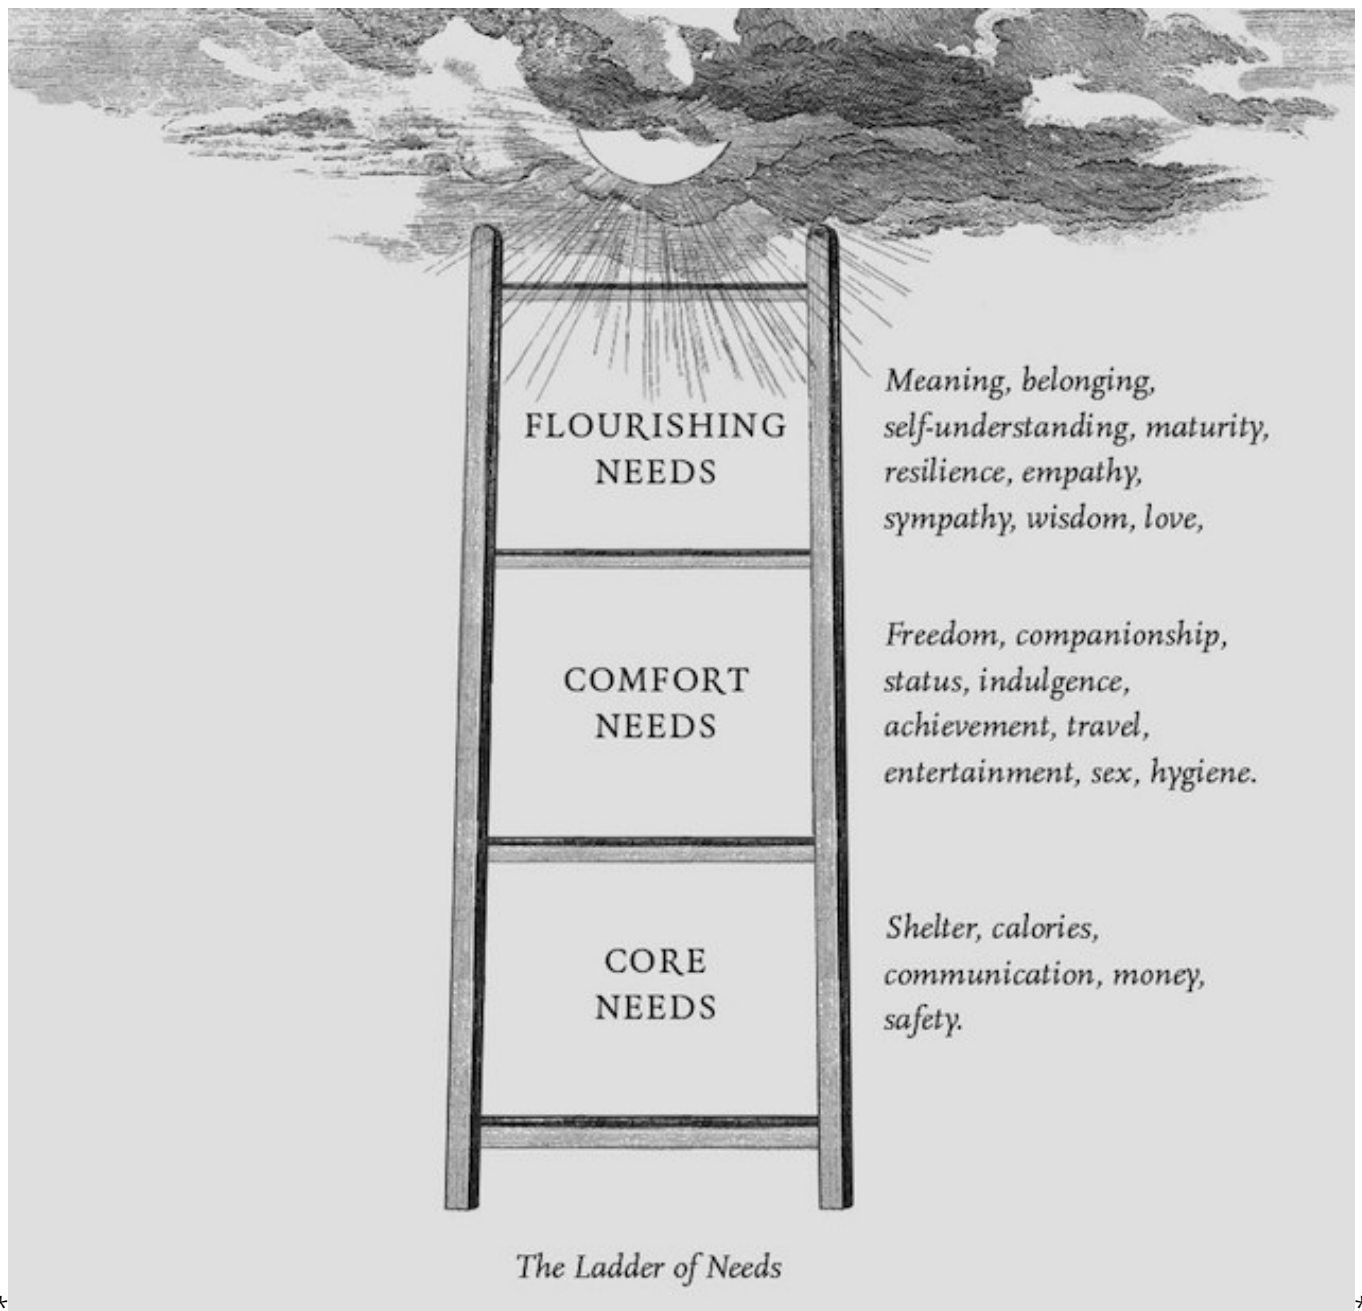 FLOURISHING
NEEDS
Meaning, belonging,
self-understanding, maturity,
resilience, empathy,
sympathy, wisdom, love,
COMFORT
NEEDS
Freedom, companionship,
status, indulgence,
achievement, travel,
entertainment, sex, hygiene.
CORE
NEEDS
Shelter, calories,
communication, money,
safety.
The Ladder of Needs